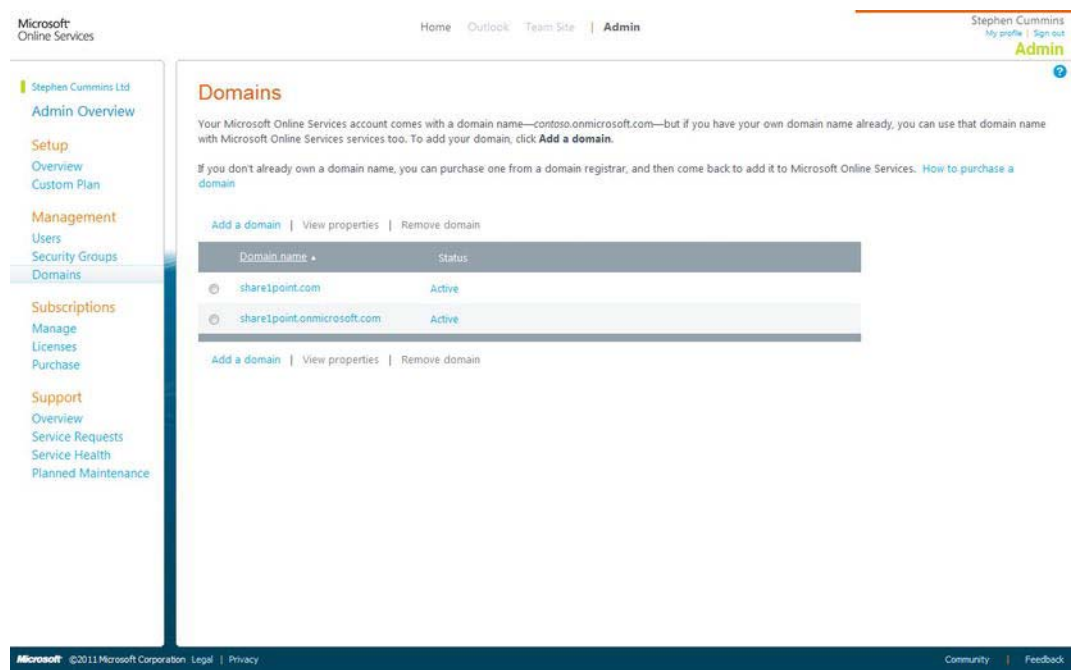 Microsoft
Online Services
Home Outlook Team Site | Admin
Stephen Cummins
My profile | Sign out
Admin
Stephen Cummins Ltd
Admin Overview
Setup
Overview
Custom Plan
Management
Users
Security Groups
Domains
Subscriptions
Manage
Licenses
Purchase
Support
Overview
Service Requests
Service Health
Planned Maintenance
?
Domains
Your Microsoft Online Services account comes with a domain name—contoso.onmicrosoft.com—but if you have your own domain name already, you can use that domain name
with Microsoft Online Services services too. To add your domain, click Add a domain.
If you don't already own a domain name, you can purchase one from a domain registrar, and then come back to add it to Microsoft Online Services. How to purchase a
domain
Add a domain | View properties | Remove domain
Domain name Status
share1point.com Active
share1point.onmicrosoft.com Active
Add a domain | View properties | Remove domain
Microsoft ©2011 Microsoft Corporation Legal | Privacy
Community | Feedback